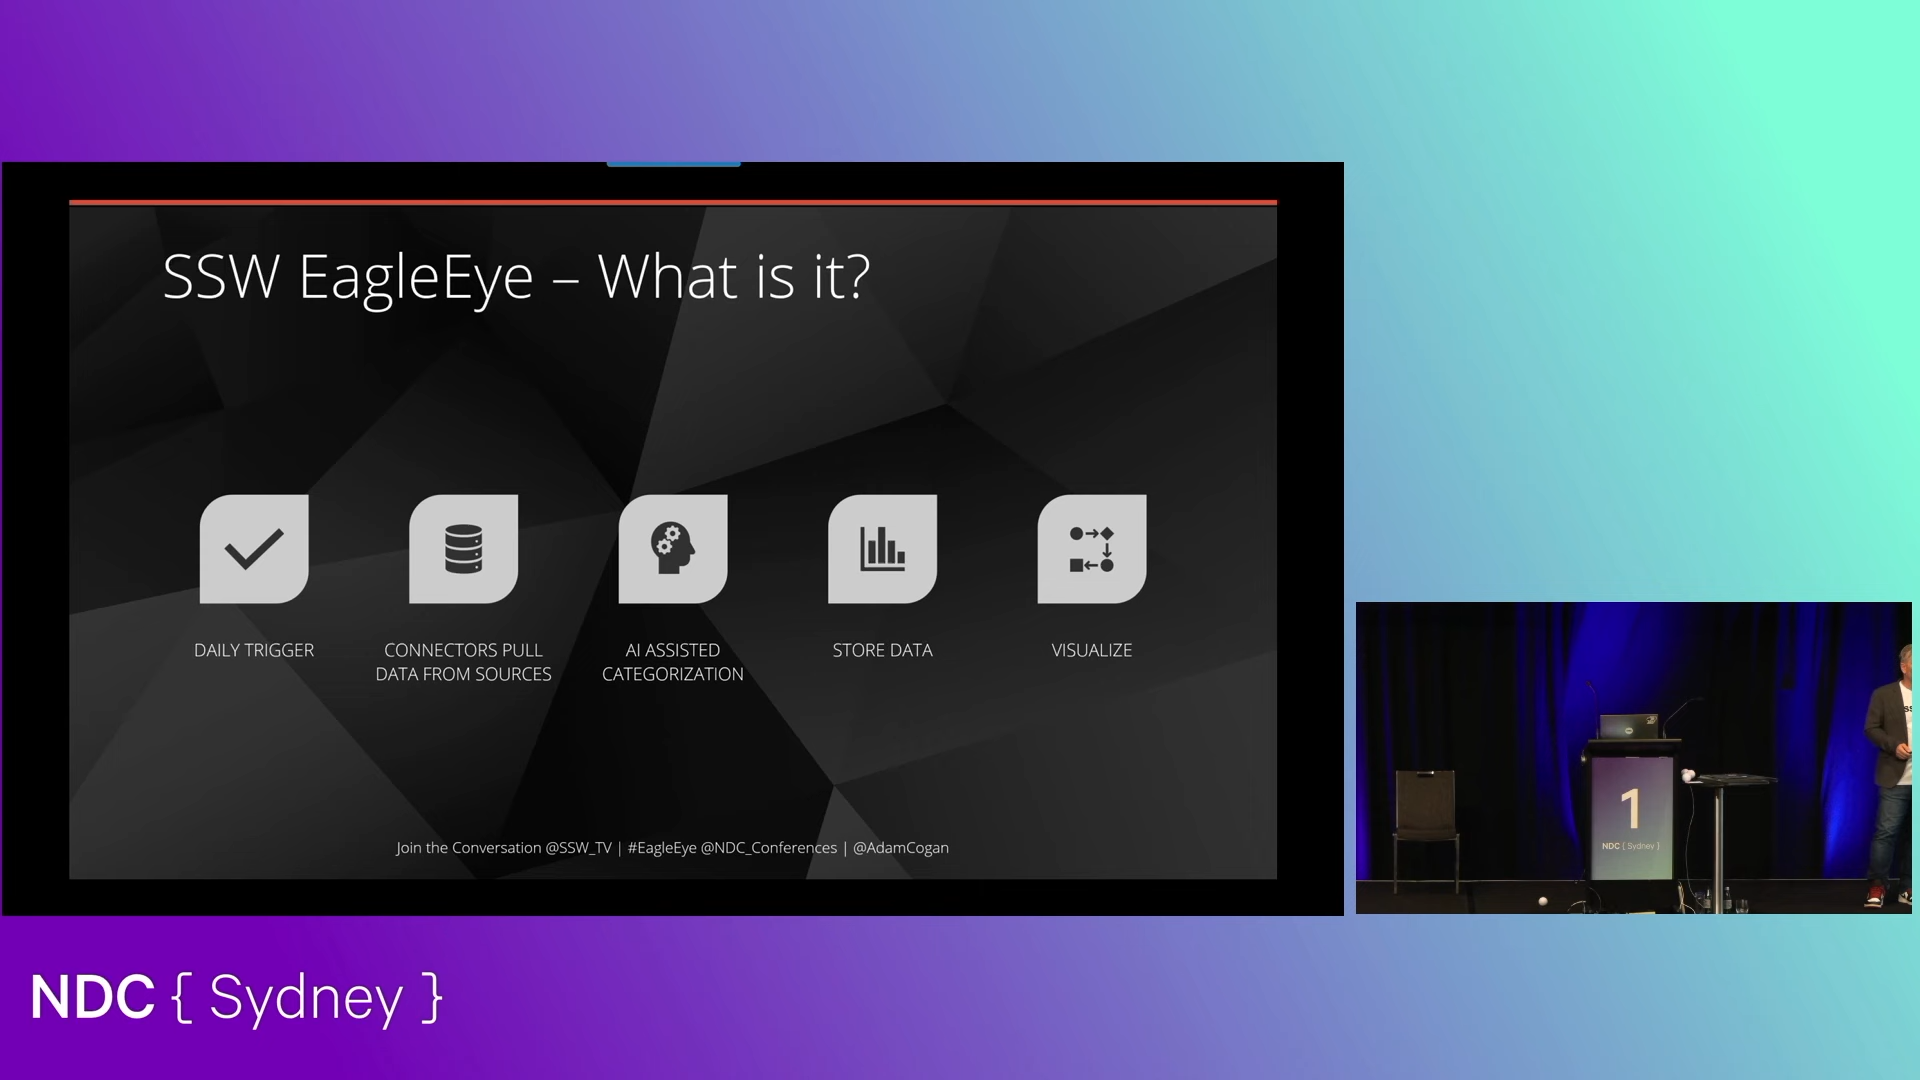 SSW EagleEye – What is it?
DAILY TRIGGER
CONNECTORS PULL
DATA FROM SOURCES
AI ASSISTED
CATEGORIZATION
STORE DATA
VISUALIZE
Join the Conversation @SSW_TV | #EagleEye @NDC_Conferences | @AdamCogan
1
NDC { Sydney }
NDC { Sydney }